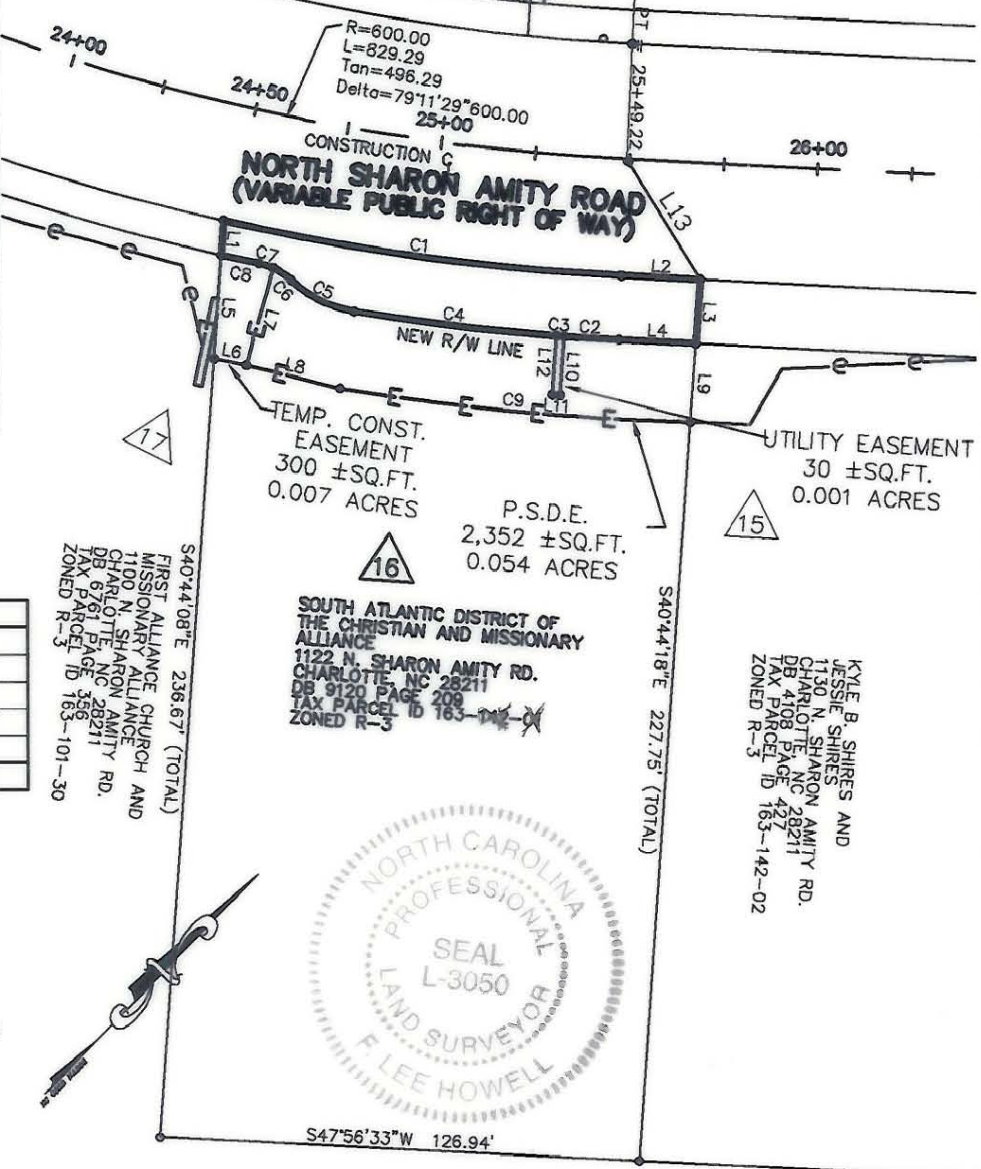 24+00
24+50
R=600.00
L=829.29
Tan=496.29
Delta=79°11'29"600.00
25+00
CONSTRUCTION ℄
PT
25+49.22
26+00
NORTH SHARON AMITY ROAD
(VARIABLE PUBLIC RIGHT OF WAY)
L13
L1
C1
L2
L3
C8
C7
C6
C5
C4
C3
C2
L4
NEW R/W LINE
L5
L6
L7
L8
L12
L10
L11
L9
C9
e
e
e
E
E
E
E
E
E
e
e
TEMP. CONST.
EASEMENT
300 ±SQ.FT.
0.007 ACRES
P.S.D.E.
2,352 ±SQ.FT.
0.054 ACRES
UTILITY EASEMENT
30 ±SQ.FT.
0.001 ACRES
17
16
15
SOUTH ATLANTIC DISTRICT OF
THE CHRISTIAN AND MISSIONARY
ALLIANCE
1122 N. SHARON AMITY RD.
CHARLOTTE, NC 28211
DB 9120 PAGE 209
TAX PARCEL ID 163-
ZONED R-3
S40°44'08"E 236.67' (TOTAL)
FIRST ALLIANCE CHURCH AND
MISSIONARY ALLIANCE
1100 N. SHARON AMITY RD.
CHARLOTTE, NC 28211
DB 6761 PAGE 356
TAX PARCEL ID 163-101-30
ZONED R-3
S40°44'18"E 227.75' (TOTAL)
KYLE B. SHIRES AND
JESSIE SHIRES
1130 N. SHARON AMITY RD.
CHARLOTTE, NC 28211
DB 4108 PAGE 427
TAX PARCEL ID 163-142-02
ZONED R-3
NORTH CAROLINA
PROFESSIONAL
SEAL
L-3050
LAND SURVEYOR
F. LEE HOWELL
S47°56'33"W 126.94'